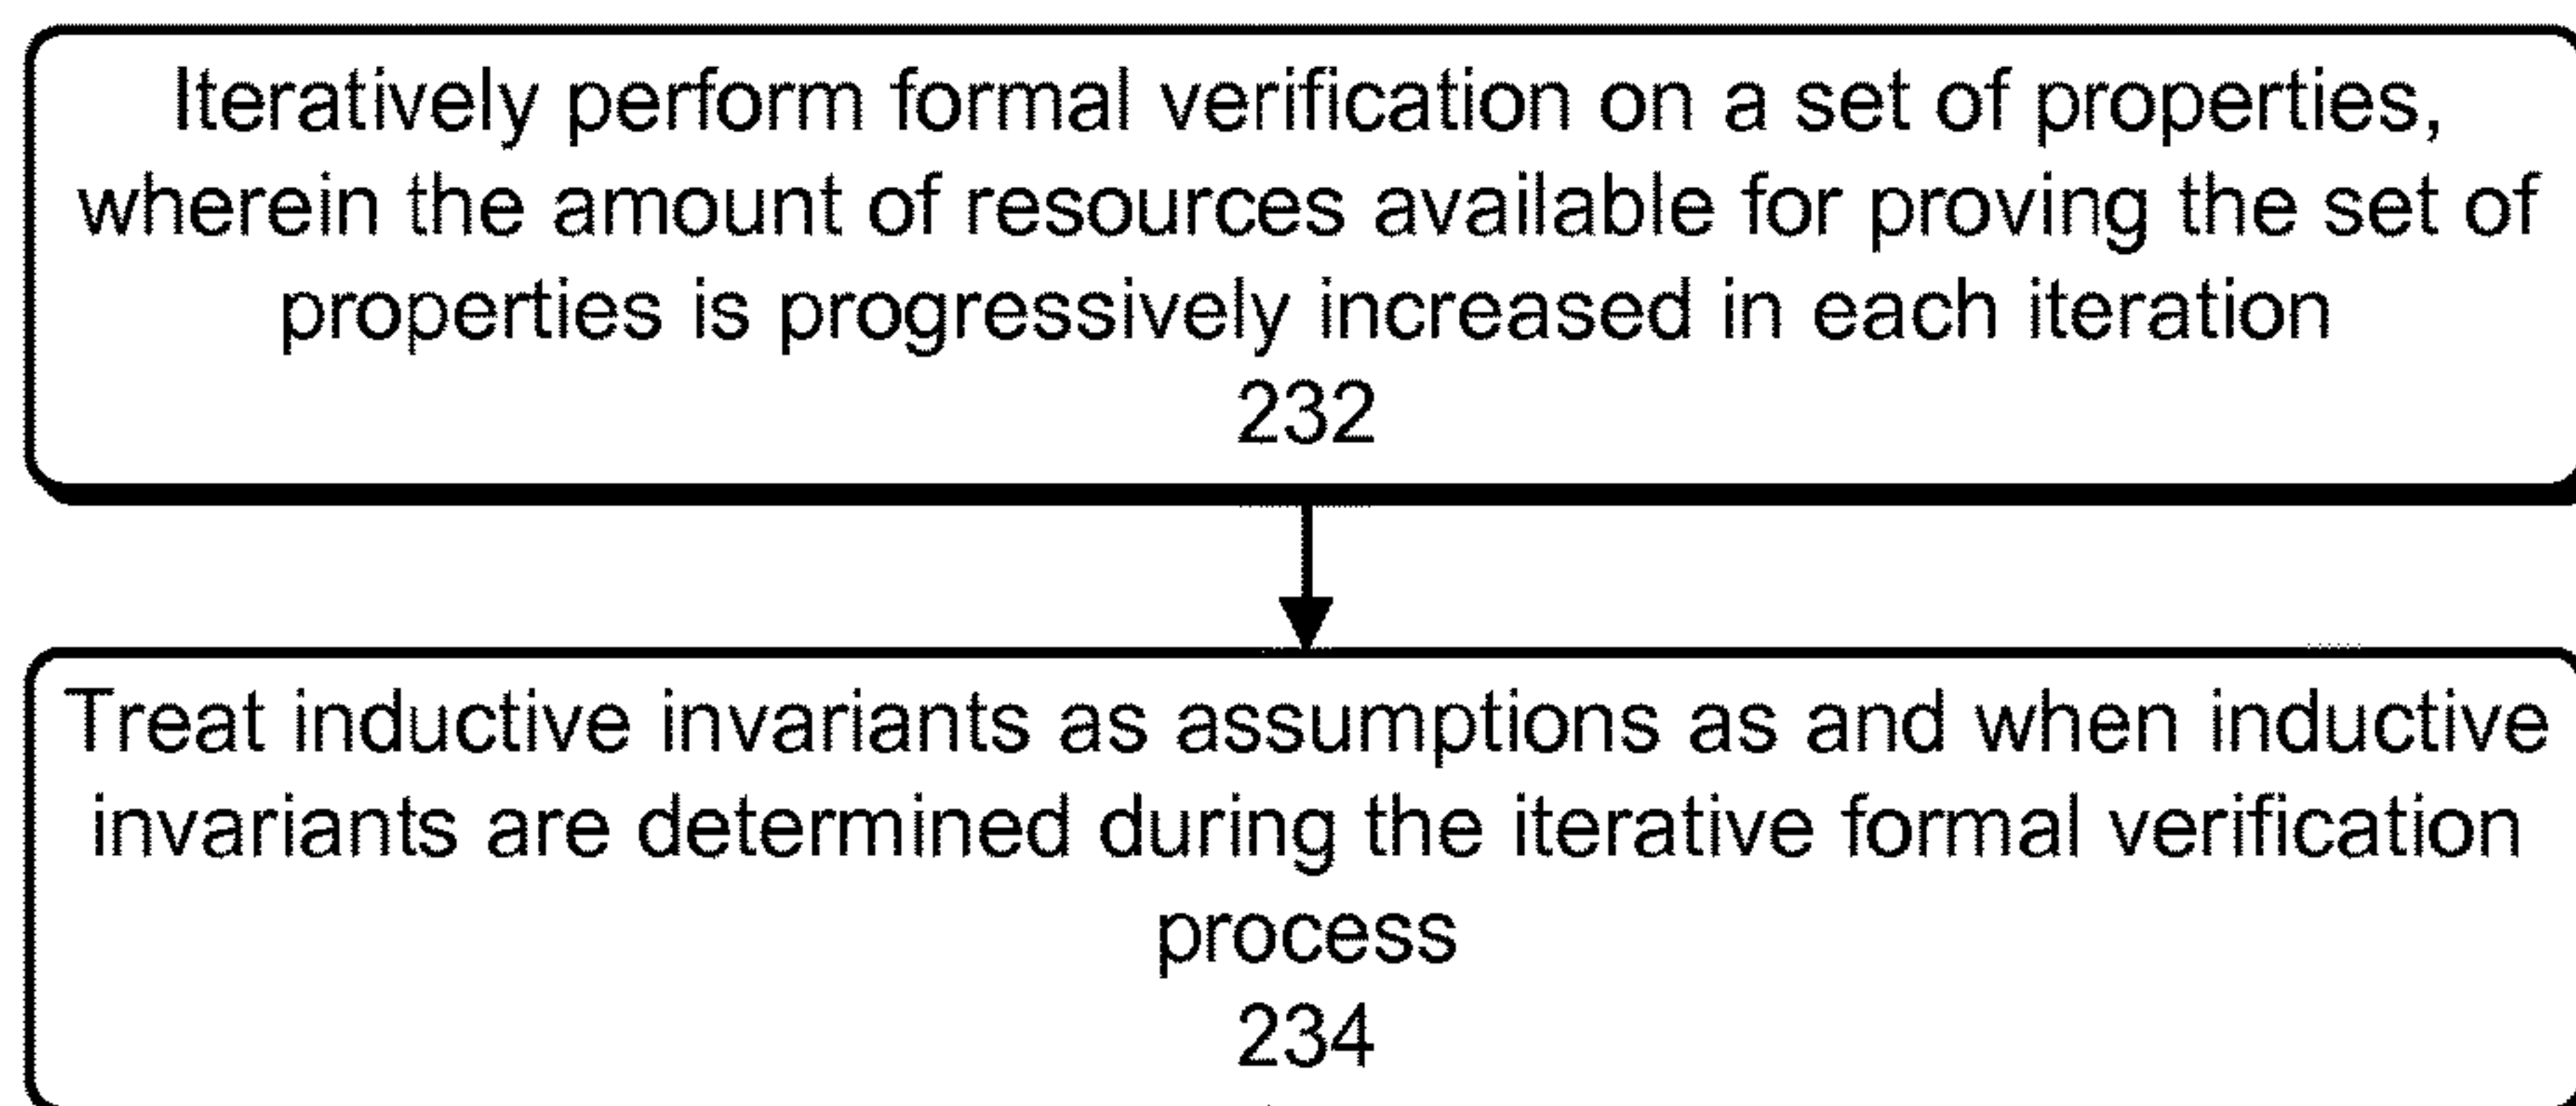 Iteratively perform formal verification on a set of properties,
wherein the amount of resources available for proving the set of
properties is progressively increased in each iteration
232
Treat inductive invariants as assumptions as and when inductive
invariants are determined during the iterative formal verification
process
234